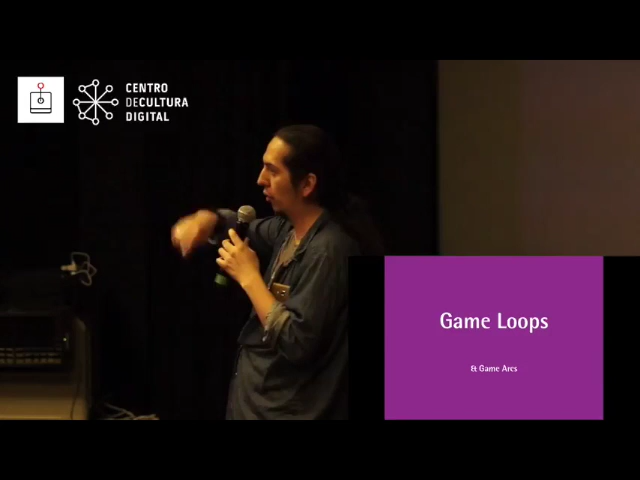 CENTRO
DECULTURA
DIGITAL
Game Loops
& Game Arcs